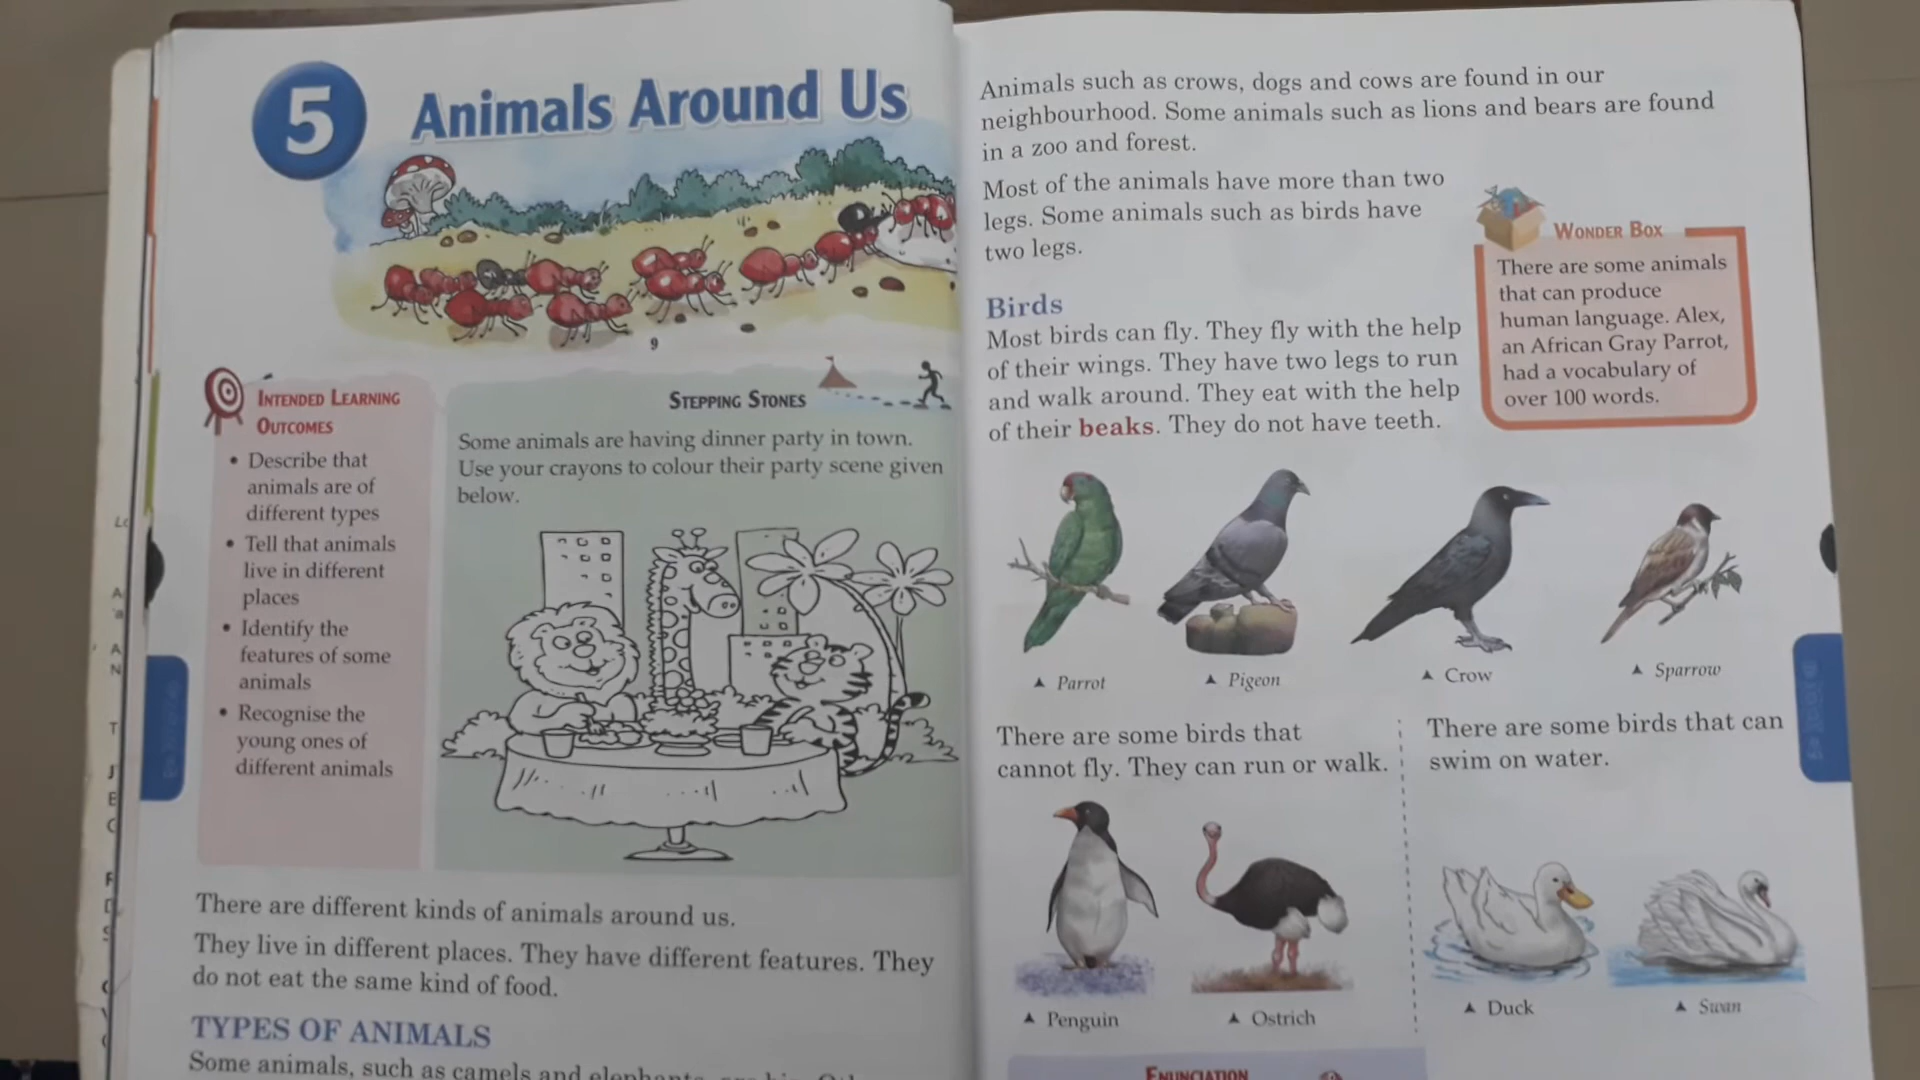 5
Animals Around Us
9
INTENDED LEARNING
OUTCOMES
• Describe that
animals are of
different types
• Tell that animals
live in different
places
• Identify the
features of some
animals
• Recognise the
young ones of
different animals
STEPPING STONES
Some animals are having dinner party in town.
Use your crayons to colour their party scene given
below.
There are different kinds of animals around us.
They live in different places. They have different features. They
do not eat the same kind of food.
TYPES OF ANIMALS
Some animals, such as camels and elephants, are big.
Animals such as crows, dogs and cows are found in our
neighbourhood. Some animals such as lions and bears are found
in a zoo and forest.
Most of the animals have more than two
legs. Some animals such as birds have
two legs.
WONDER BOX
There are some animals
that can produce
human language. Alex,
an African Gray Parrot,
had a vocabulary of
over 100 words.
Birds
Most birds can fly. They fly with the help
of their wings. They have two legs to run
and walk around. They eat with the help
of their beaks. They do not have teeth.
Parrot
Pigeon
Crow
Sparrow
There are some birds that
cannot fly. They can run or walk.
Penguin
Ostrich
There are some birds that can
swim on water.
Duck
Swan
ENUNCIATION